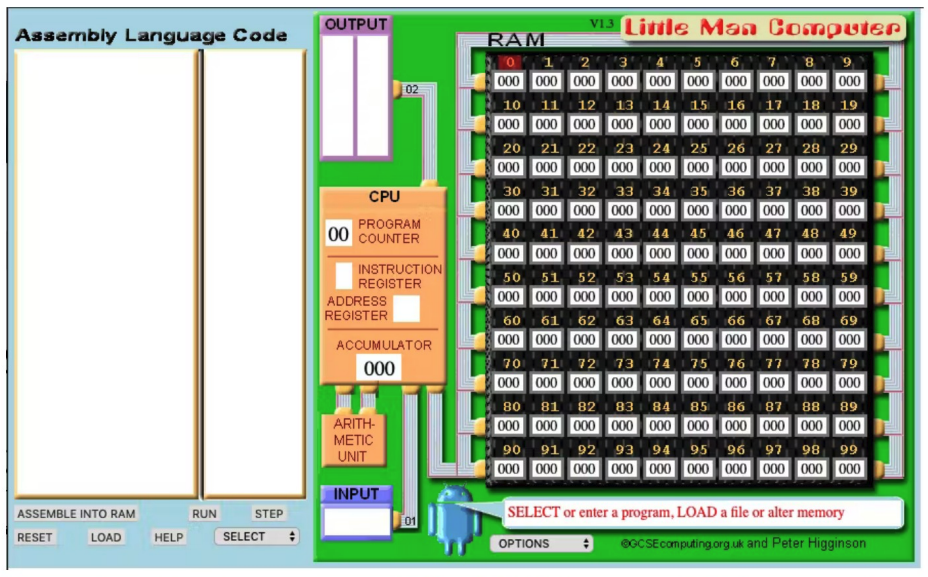 Assembly Language Code
OUTPUT
V1.3
Little Man Computer
RAM
0 1 2 3 4 5 6 7 8 9
000 000 000 000 000 000 000 000 000 000
02
10 11 12 13 14 15 16 17 18 19
000 000 000 000 000 000 000 000 000 000
20 21 22 23 24 25 26 27 28 29
000 000 000 000 000 000 000 000 000 000
CPU
30 31 32 33 34 35 36 37 38 39
000 000 000 000 000 000 000 000 000 000
00
PROGRAM
COUNTER
40 41 42 43 44 45 46 47 48 49
000 000 000 000 000 000 000 000 000 000
INSTRUCTION
REGISTER
50 51 52 53 54 55 56 57 58 59
000 000 000 000 000 000 000 000 000 000
ADDRESS
REGISTER
60 61 62 63 64 65 66 67 68 69
000 000 000 000 000 000 000 000 000 000
ACCUMULATOR
000
70 71 72 73 74 75 76 77 78 79
000 000 000 000 000 000 000 000 000 000
80 81 82 83 84 85 86 87 88 89
000 000 000 000 000 000 000 000 000 000
ARITH-
METIC
UNIT
90 91 92 93 94 95 96 97 98 99
000 000 000 000 000 000 000 000 000 000
INPUT
01
ASSEMBLE INTO RAM RUN STEP
RESET LOAD HELP SELECT
SELECT or enter a program, LOAD a file or alter memory
OPTIONS
©GCSEcomputing.org.uk and Peter Higginson